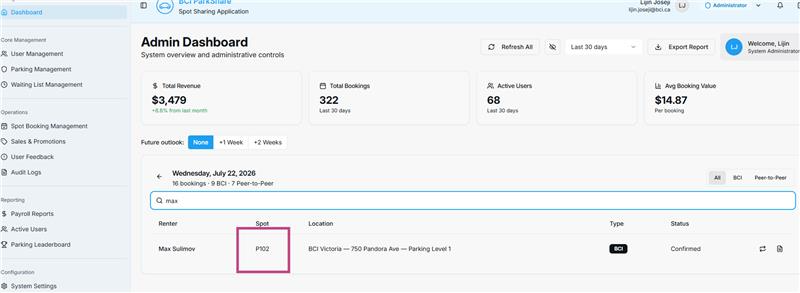 Dashboard
Core Management
User Management
Parking Management
Waiting List Management
Operations
Spot Booking Management
Sales & Promotions
User Feedback
Audit Logs
Reporting
Payroll Reports
Active Users
Parking Leaderboard
Configuration
System Settings
BCI ParkShare
Spot Sharing Application
Lijin Joseji
lijin.joseji@bci.ca
LJ
Administrator
Admin Dashboard
System overview and administrative controls
Refresh All
Last 30 days
Export Report
LJ
Welcome, Lijin
System Administrator
Total Revenue
$3,479
+6.6% from last month
Total Bookings
322
Last 30 days
Active Users
68
Last 30 days
Avg Booking Value
$14.87
Per booking
Future outlook: None +1 Week +2 Weeks
Wednesday, July 22, 2026
16 bookings · 9 BCI · 7 Peer-to-Peer
All BCI Peer-to-Peer
max
Renter Spot Location Type Status
Max Sulimov P102 BCI Victoria — 750 Pandora Ave — Parking Level 1 BCI Confirmed